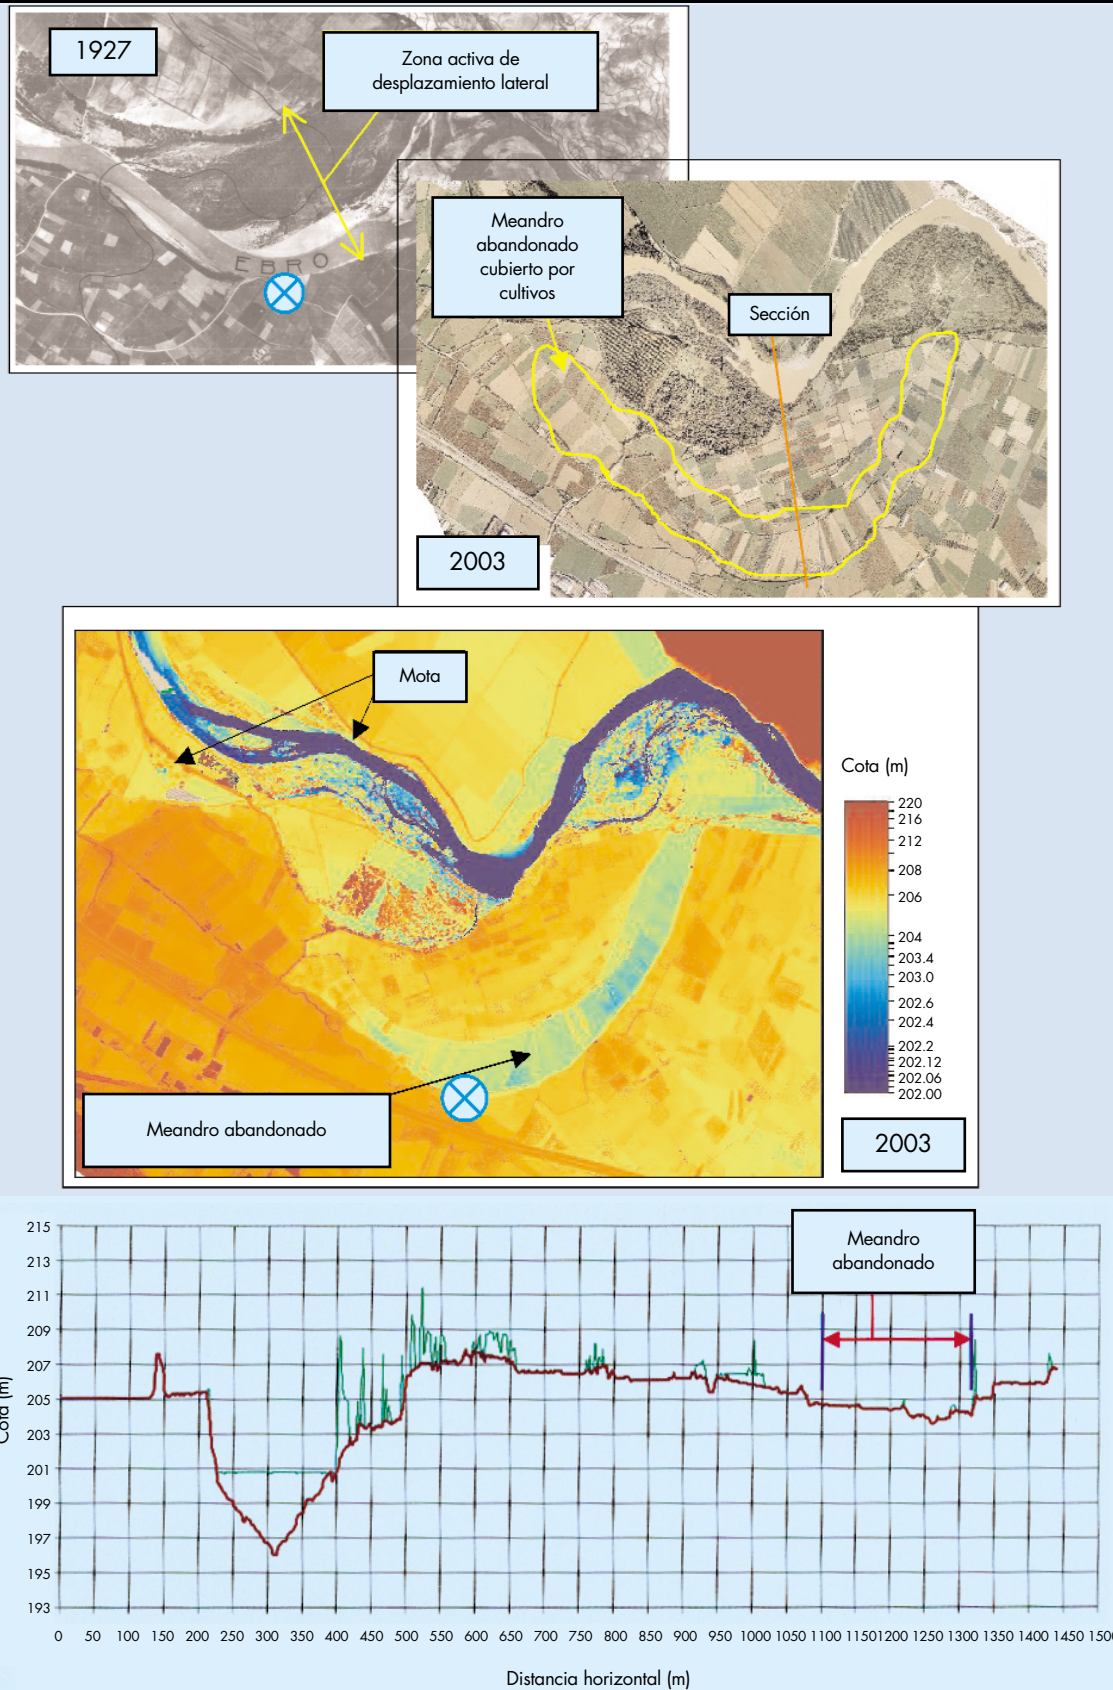 1927
Zona activa de
desplazamiento lateral
EBRO
Meandro
abandonado
cubierto por
cultivos
Sección
2003
Mota
Cota (m)
220
216
212
208
206
204
203.4
203.0
202.6
202.4
202.2
202.12
202.06
202.00
Meandro abandonado
2003
Meandro
abandonado
215
213
211
209
207
205
203
201
199
197
195
193
Cota (m)
0 50 100 150 200 250 300 350 400 450 500 550 600 650 700 750 800 850 900 950 1000 1050 1100 1150 1200 1250 1300 1350 1400 1450 1500
Distancia horizontal (m)